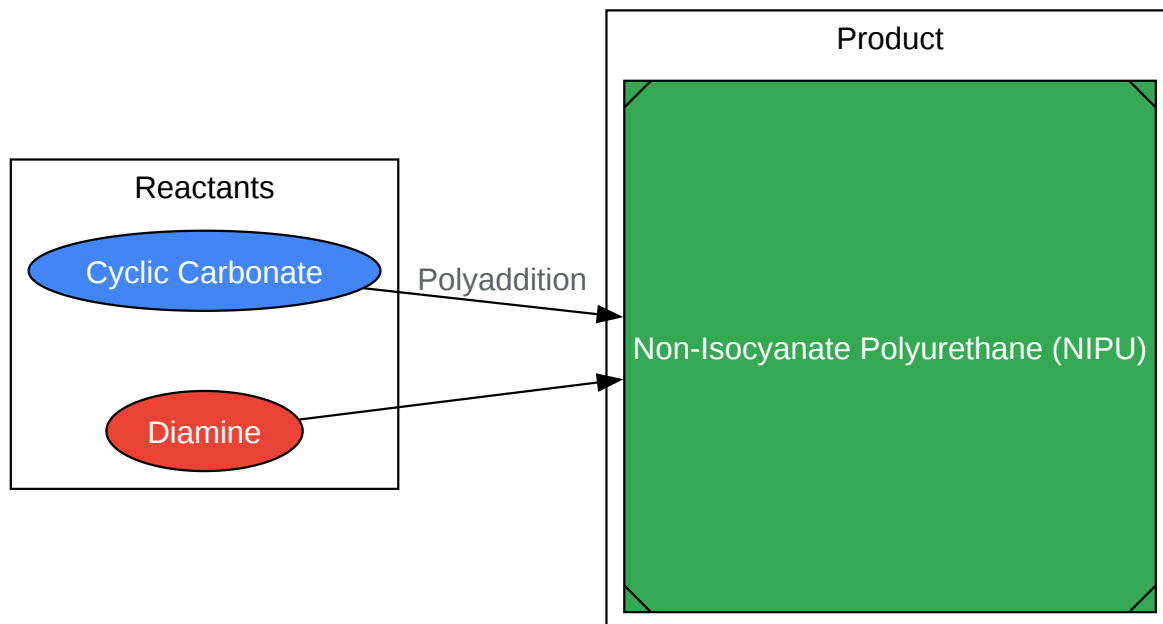 Product
Reactants
Cyclic Carbonate
Polyaddition
Non-Isocyanate Polyurethane (NIPU)
Diamine